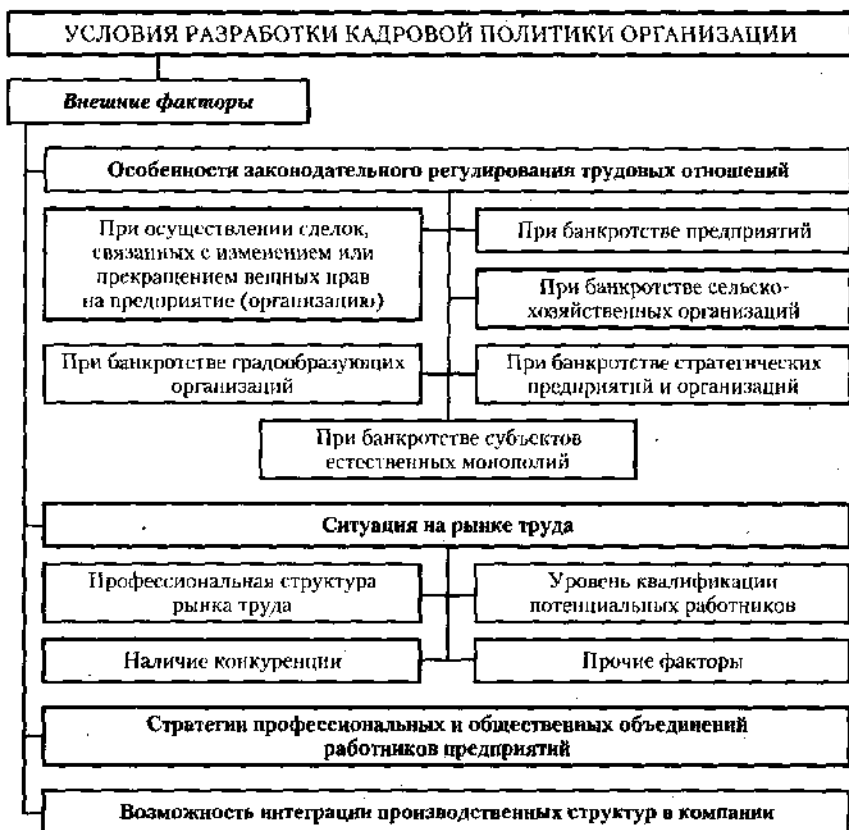 УСЛОВИЯ РАЗРАБОТКИ КАДРОВОЙ ПОЛИТИКИ ОРГАНИЗАЦИИ
Внешние факторы
Особенности законодательного регулирования трудовых отношений
При осуществлении сделок,
связанных с изменением или
прекращением вещных прав
на предприятие (организацию)
При банкротстве предприятий
При банкротстве сельско-
хозяйственных организаций
При банкротстве градообразующих
организаций
При банкротстве стратегических
предприятий и организаций
При банкротстве субъектов
естественных монополий
Ситуация на рынке труда
Профессиональная структура
рынка труда
Уровень квалификации
потенциальных работников
Наличие конкуренции
Прочие факторы
Стратегии профессиональных и общественных объединений
работников предприятий
Возможность интеграции производственных структур в компании